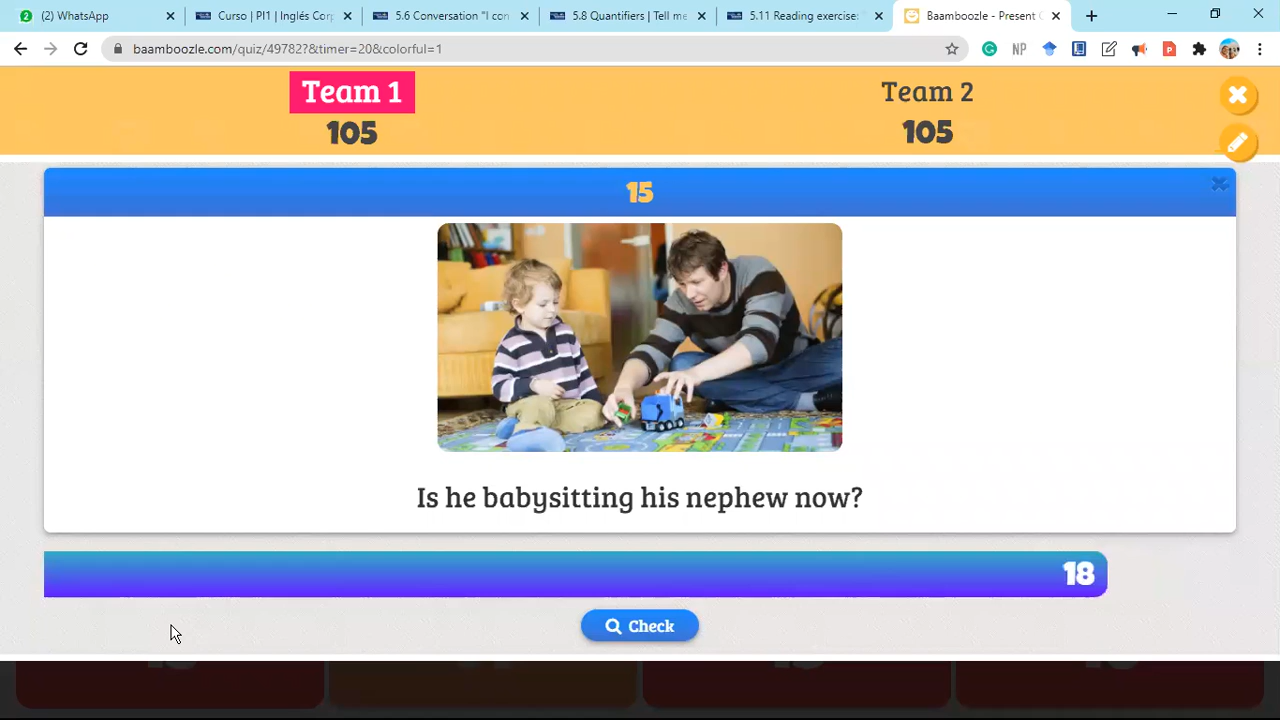 (2) WhatsApp
Curso | PI1 | Inglés Corp
5.6 Conversation "I con
5.8 Quantifiers | Tell me
5.11 Reading exercise:
Baamboozle - Present C
baamboozle.com/quiz/49782?&timer=20&colorful=1
NP
Team 1
Team 2
105
105
15
Is he babysitting his nephew now?
18
Check